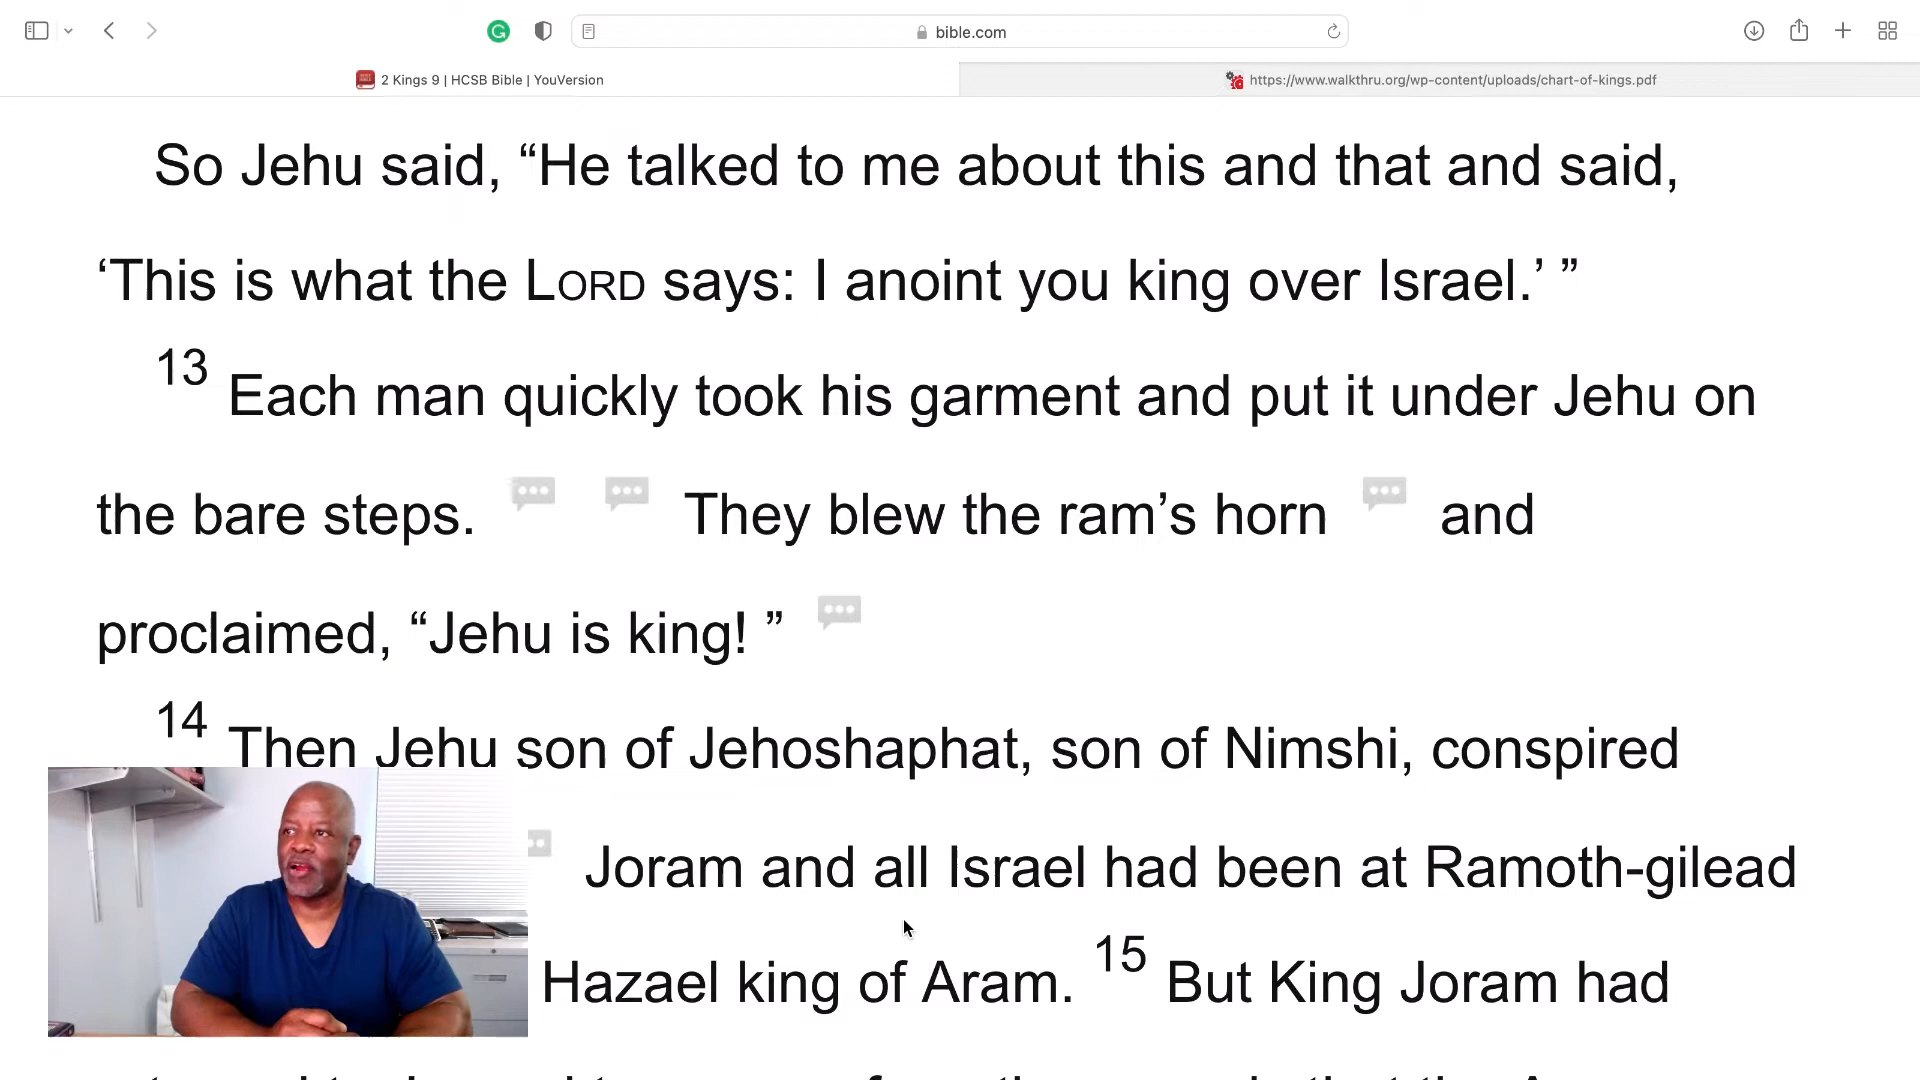 bible.com
2 Kings 9 | HCSB Bible | YouVersion
https://www.walkthru.org/wp-content/uploads/chart-of-kings.pdf
So Jehu said, “He talked to me about this and that and said,
‘This is what the LORD says: I anoint you king over Israel.’ ”
13 Each man quickly took his garment and put it under Jehu on
the bare steps. They blew the ram’s horn and
proclaimed, “Jehu is king! ”
14 Then Jehu son of Jehoshaphat, son of Nimshi, conspired
Joram and all Israel had been at Ramoth-gilead
Hazael king of Aram. 15 But King Joram had